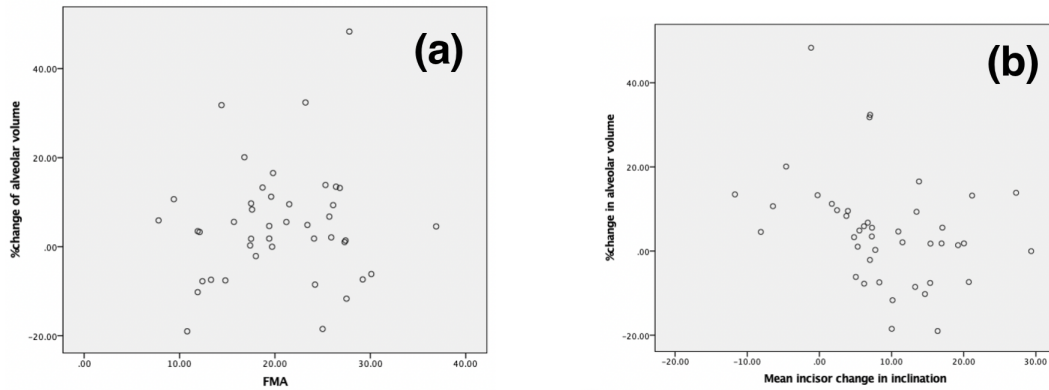 (a)
%change of alveolar volume
40.00
20.00
.00
-20.00
.00 10.00 20.00 30.00 40.00
FMA
(b)
%change in alveolar volume
40.00
20.00
.00
-20.00
-20.00 -10.00 .00 10.00 20.00 30.00
Mean incisor change in inclination